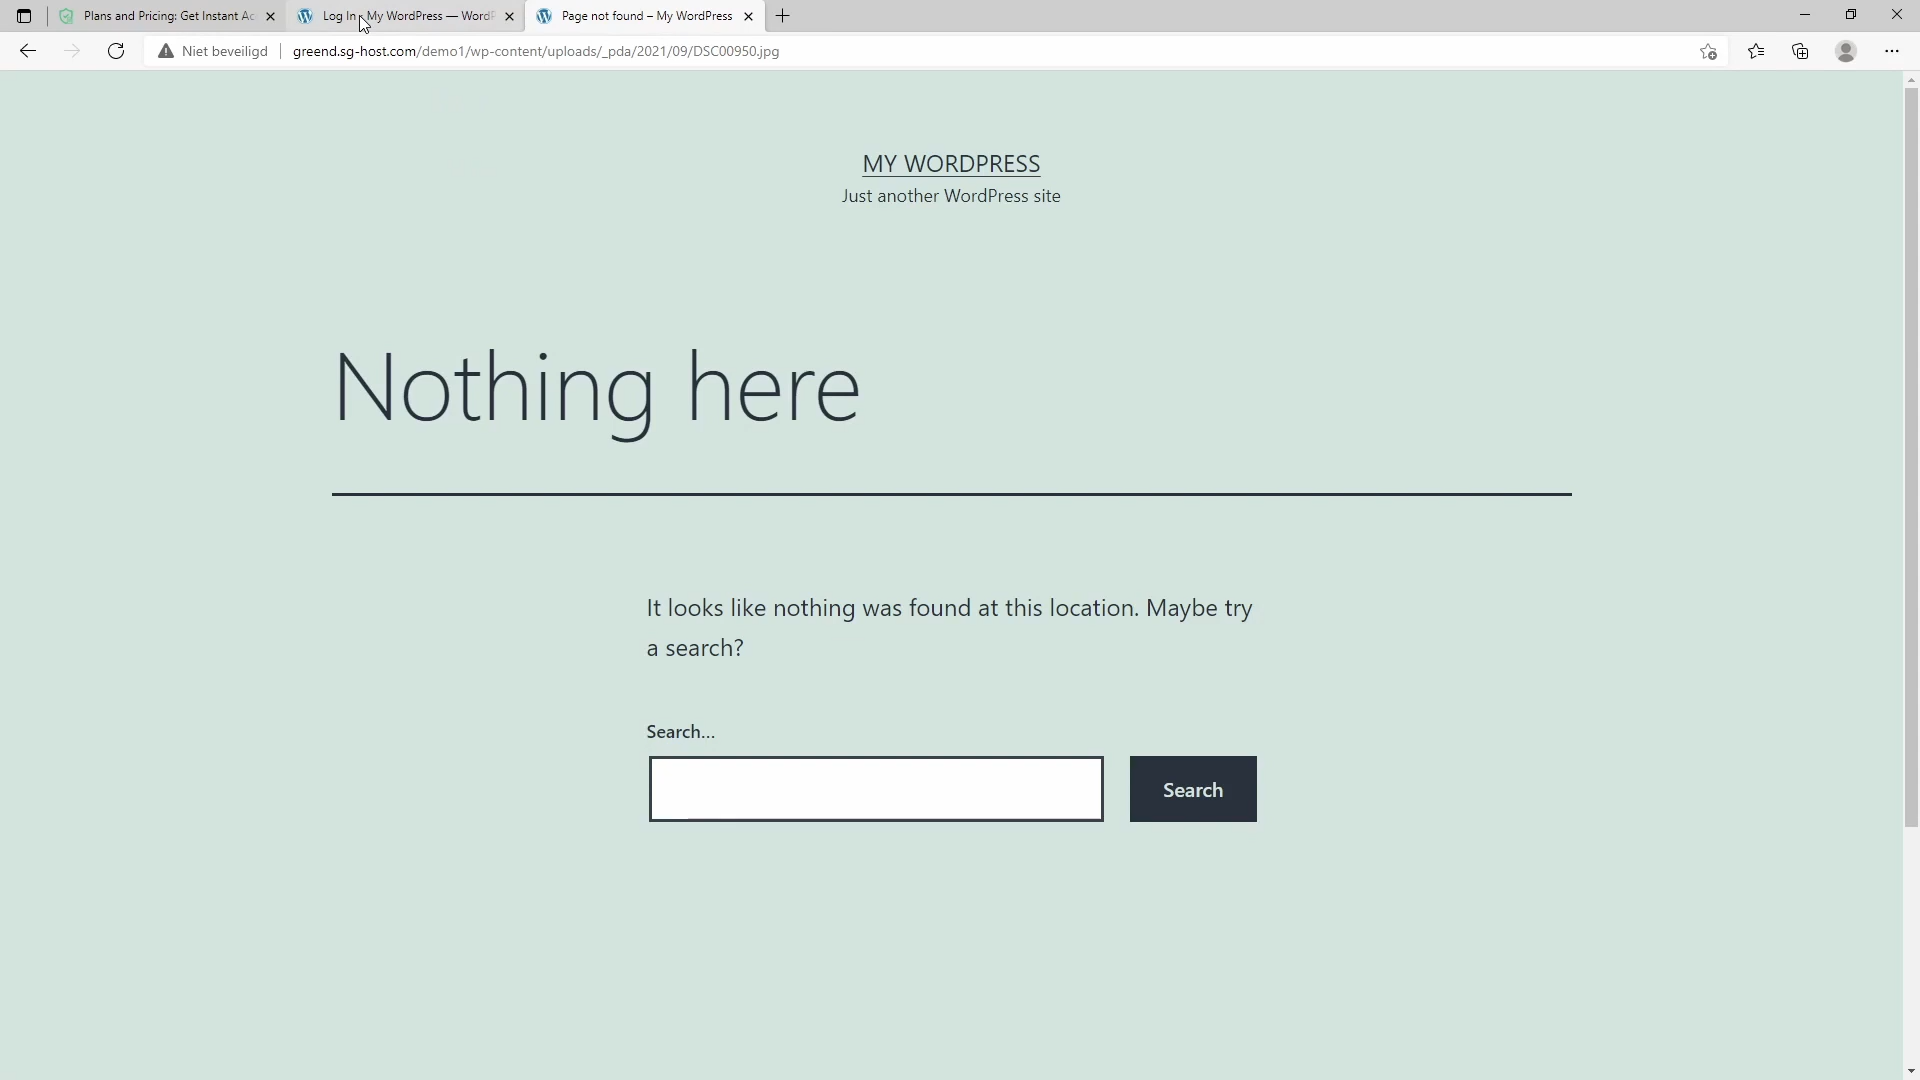 Plans and Pricing: Get Instant Ac
Log In ‹ My WordPress — WordP
Page not found – My WordPress
Niet beveiligd
greend.sg-host.com/demo1/wp-content/uploads/_pda/2021/09/DSC00950.jpg
MY WORDPRESS
Just another WordPress site
Nothing here
It looks like nothing was found at this location. Maybe try
a search?
Search…
Search